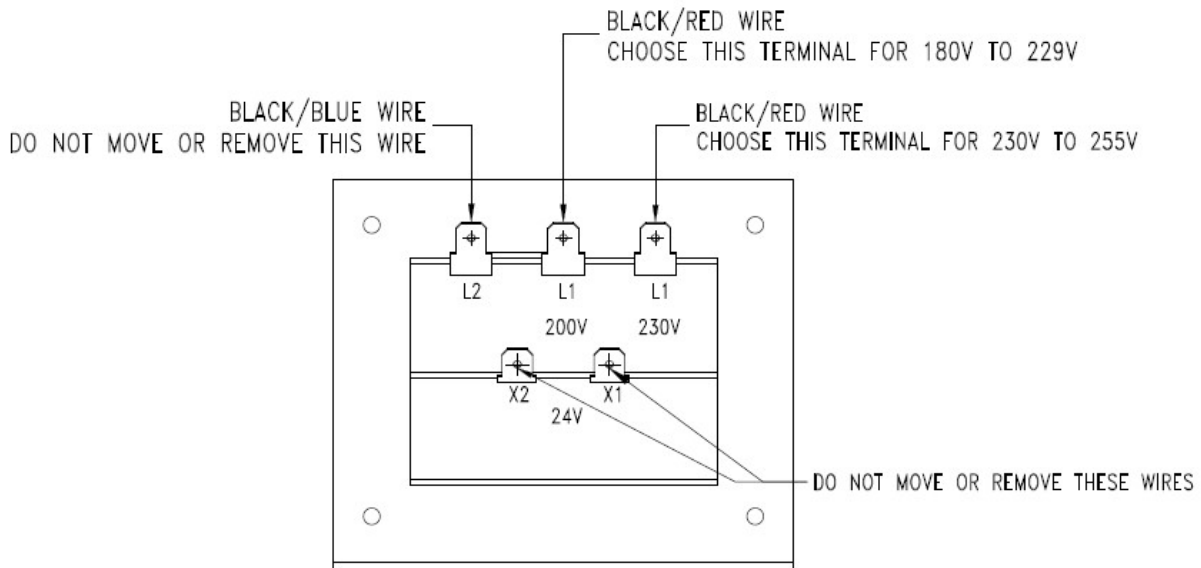 BLACK/RED WIRE
CHOOSE THIS TERMINAL FOR 180V TO 229V
BLACK/BLUE WIRE
DO NOT MOVE OR REMOVE THIS WIRE
BLACK/RED WIRE
CHOOSE THIS TERMINAL FOR 230V TO 255V
L2
L1
L1
200V
230V
X2
X1
24V
DO NOT MOVE OR REMOVE THESE WIRES